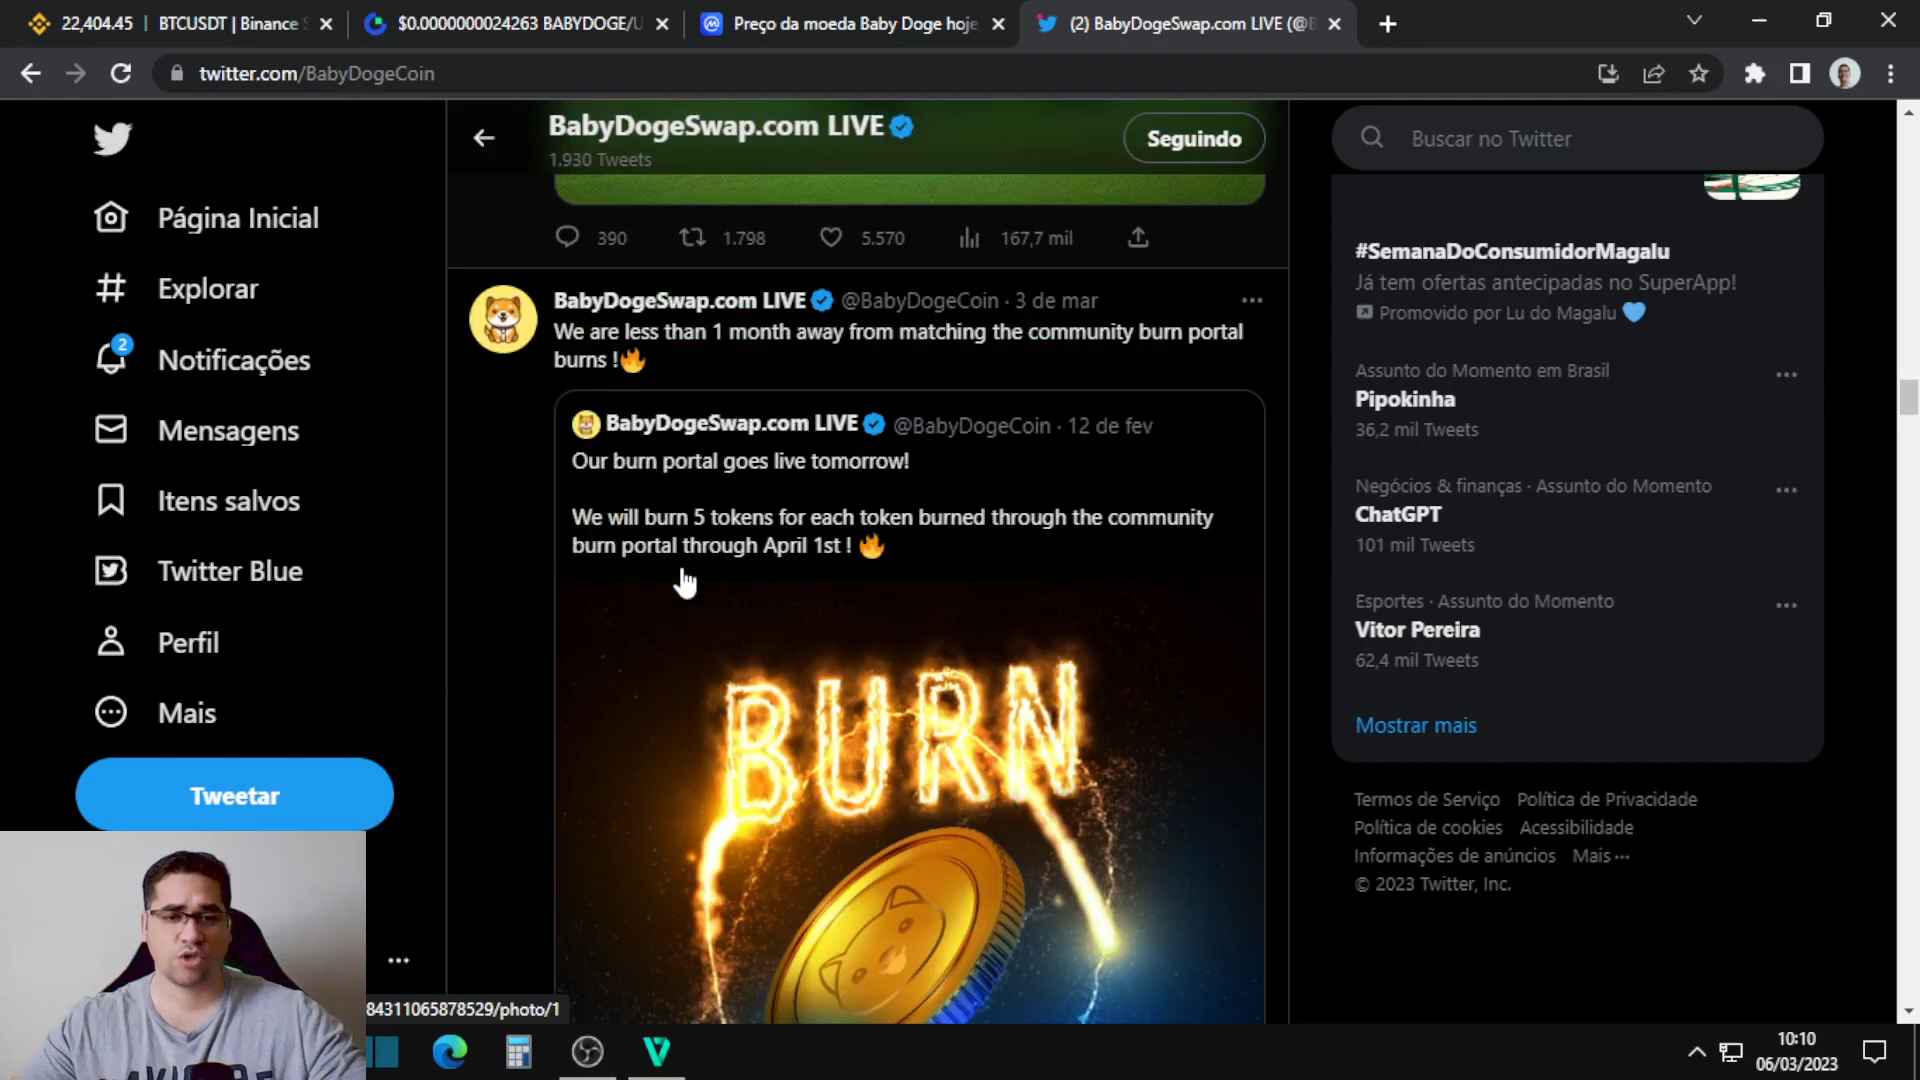 22,404.45 | BTCUSDT | Binance S
$0.0000000024263 BABYDOGE/U
Preço da moeda Baby Doge hoje,
(2) BabyDogeSwap.com LIVE (@B
twitter.com/BabyDogeCoin
BabyDogeSwap.com LIVE
1.930 Tweets
Seguindo
Buscar no Twitter
Página Inicial
Explorar
2
Notificações
Mensagens
Itens salvos
Twitter Blue
Perfil
Mais
Tweetar
390 1.798 5.570 167,7 mil
BabyDogeSwap.com LIVE @BabyDogeCoin · 3 de mar
We are less than 1 month away from matching the community burn portal
burns !🔥
BabyDogeSwap.com LIVE @BabyDogeCoin · 12 de fev
Our burn portal goes live tomorrow!
We will burn 5 tokens for each token burned through the community
burn portal through April 1st ! 🔥
BURN
#SemanaDoConsumidorMagalu
Já tem ofertas antecipadas no SuperApp!
Promovido por Lu do Magalu 💙
Assunto do Momento em Brasil
Pipokinha
36,2 mil Tweets
Negócios & finanças · Assunto do Momento
ChatGPT
101 mil Tweets
Esportes · Assunto do Momento
Vitor Pereira
62,4 mil Tweets
Mostrar mais
Termos de Serviço Política de Privacidade
Política de cookies Acessibilidade
Informações de anúncios Mais ···
© 2023 Twitter, Inc.
84311065878529/photo/1
10:10
06/03/2023